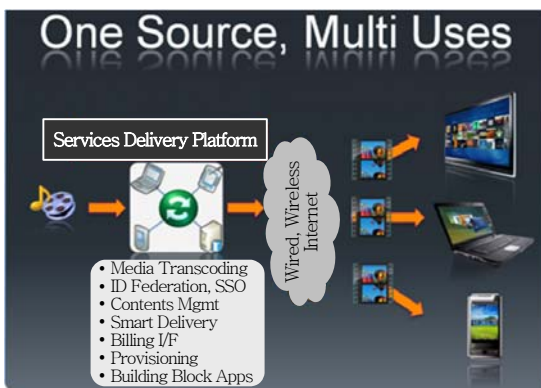 One Source, Multi Uses
Services Delivery Platform
Wired, Wireless
Internet
• Media Transcoding
• ID Federation, SSO
• Contents Mgmt
• Smart Delivery
• Billing I/F
• Provisioning
• Building Block Apps